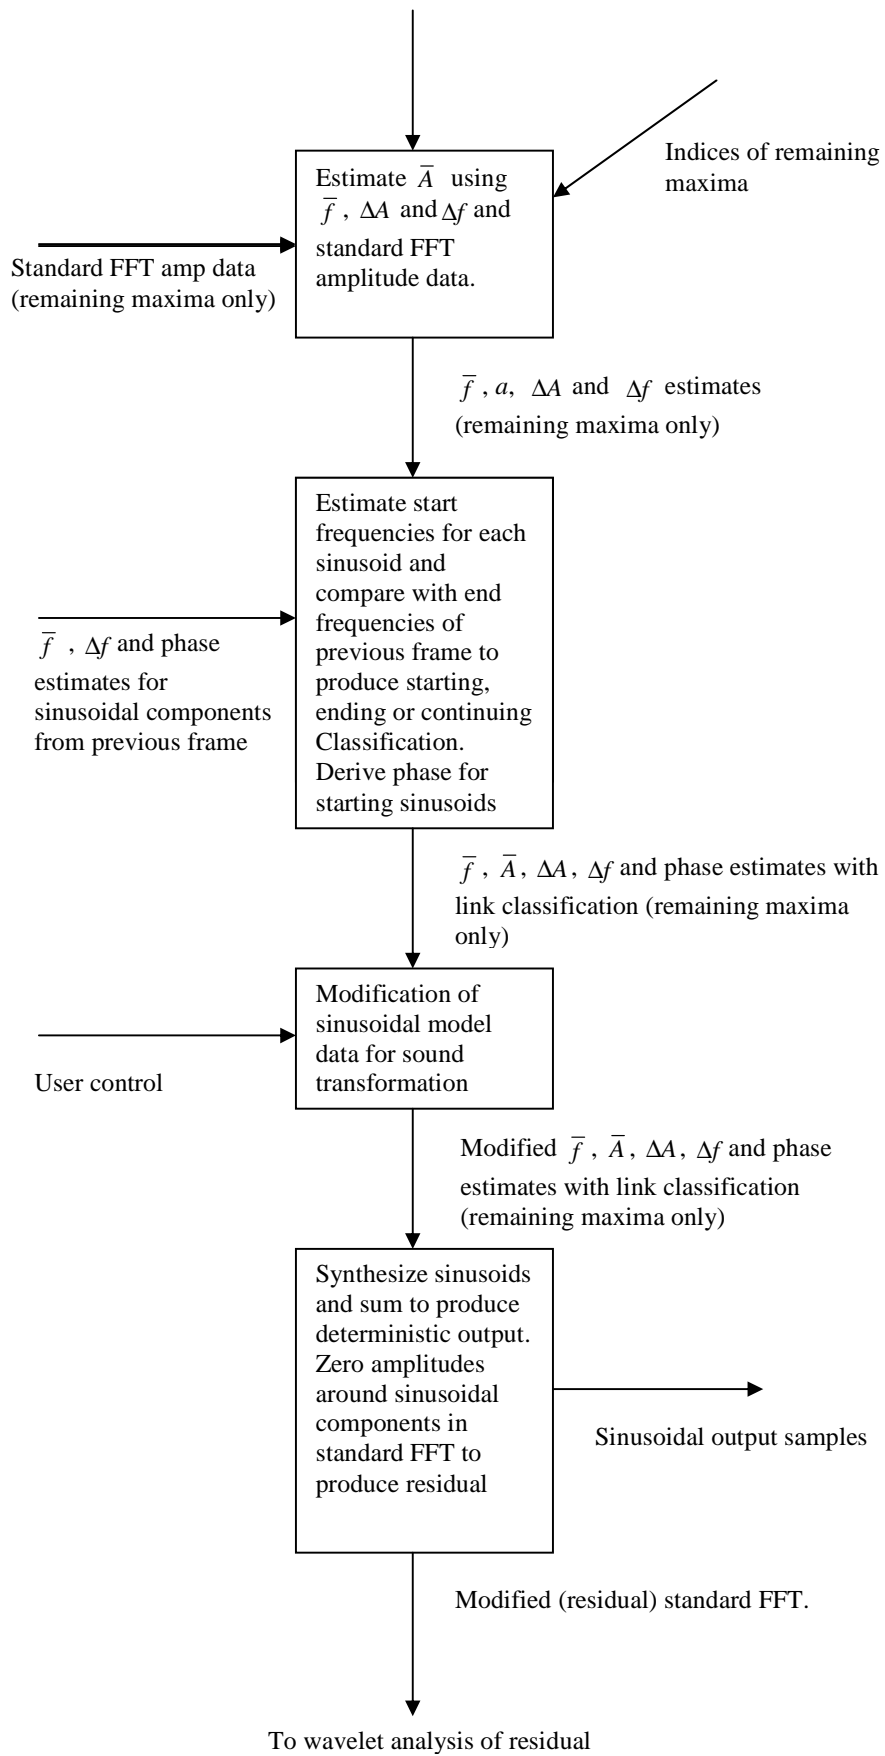 Indices of remaining
maxima
Estimate A̅ using
f̅ , ΔA and Δf and
standard FFT
amplitude data.
Standard FFT amp data
(remaining maxima only)
f̅ , a, ΔA and Δf estimates
(remaining maxima only)
Estimate start
frequencies for each
sinusoid and
compare with end
frequencies of
previous frame to
produce starting,
ending or continuing
Classification.
Derive phase for
starting sinusoids
f̅ , Δf and phase
estimates for
sinusoidal components
from previous frame
f̅ , A̅, ΔA, Δf and phase estimates with
link classification (remaining maxima
only)
Modification of
sinusoidal model
data for sound
transformation
User control
Modified f̅ , A̅, ΔA, Δf and phase
estimates with link classification
(remaining maxima only)
Synthesize sinusoids
and sum to produce
deterministic output.
Zero amplitudes
around sinusoidal
components in
standard FFT to
produce residual
Sinusoidal output samples
Modified (residual) standard FFT.
To wavelet analysis of residual